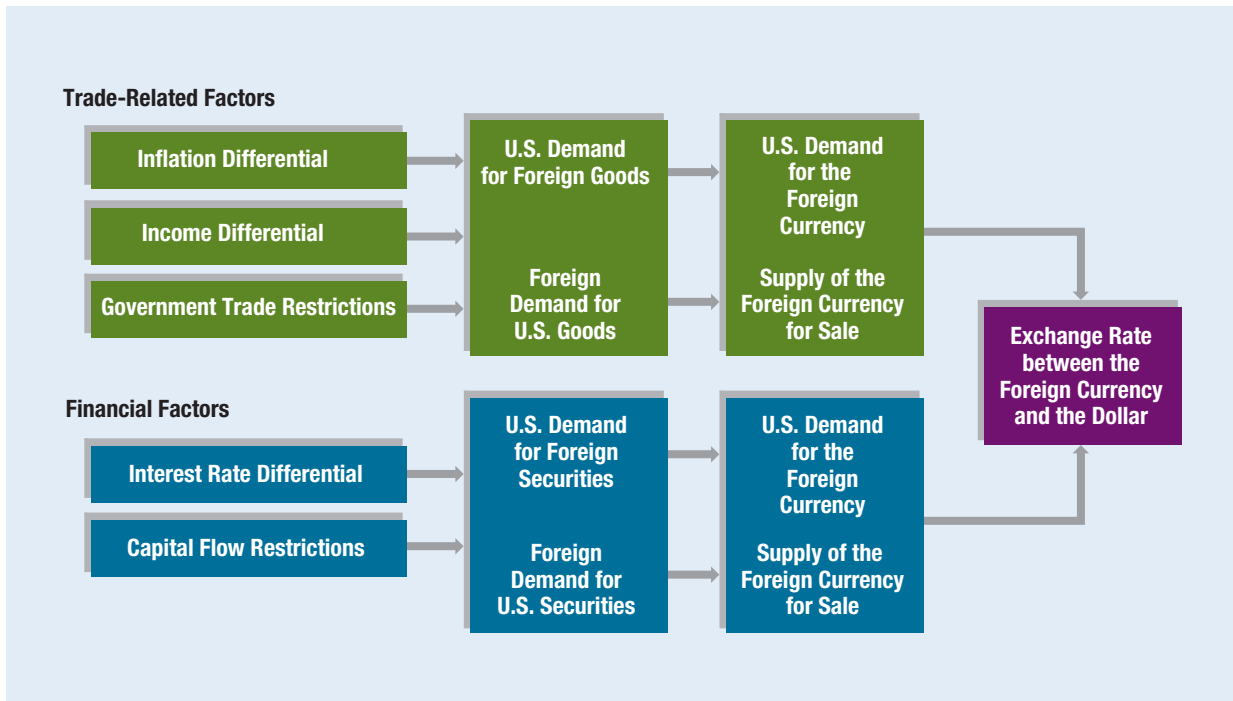 Trade-Related Factors
Inflation Differential
Income Differential
Government Trade Restrictions
U.S. Demand
for Foreign Goods
Foreign
Demand for
U.S. Goods
U.S. Demand
for the
Foreign
Currency
Supply of the
Foreign Currency
for Sale
Exchange Rate
between the
Foreign Currency
and the Dollar
Financial Factors
Interest Rate Differential
Capital Flow Restrictions
U.S. Demand
for Foreign
Securities
Foreign
Demand for
U.S. Securities
U.S. Demand
for the
Foreign
Currency
Supply of the
Foreign Currency
for Sale